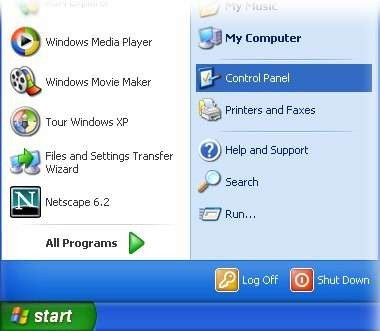 Windows Media Player
Windows Movie Maker
Tour Windows XP
Files and Settings Transfer
Wizard
Netscape 6.2
All Programs
My Music
My Computer
Control Panel
Printers and Faxes
Help and Support
Search
Run...
Log Off
Shut Down
start